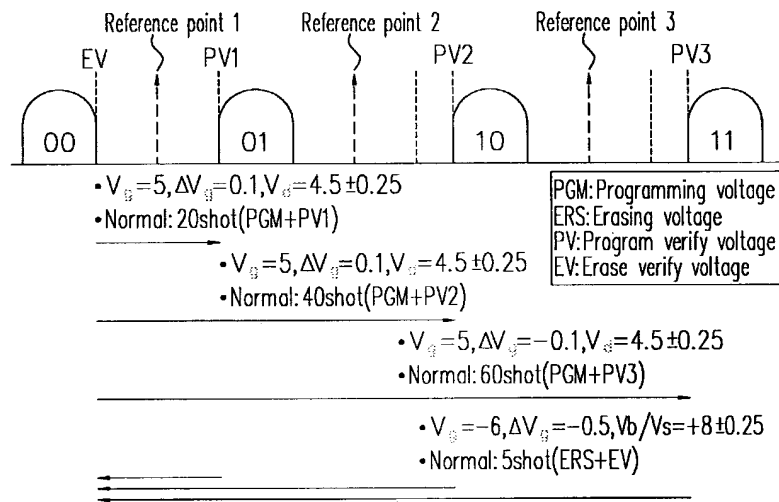 Reference point 1 Reference point 2 Reference point 3
EV PV1 PV2 PV3
00 01 10 11
•Vg=5,ΔVg=0.1,Vd=4.5±0.25
•Normal: 20shot(PGM+PV1)
PGM: Programming voltage
ERS: Erasing voltage
PV: Program verify voltage
EV: Erase verify voltage
•Vg=5,ΔVg=0.1,Vd=4.5±0.25
•Normal: 40shot(PGM+PV2)
•Vg=5,ΔVg=-0.1,Vd=4.5±0.25
•Normal: 60shot(PGM+PV3)
•Vg=-6,ΔVg=-0.5,Vb/Vs=+8±0.25
•Normal: 5shot(ERS+EV)